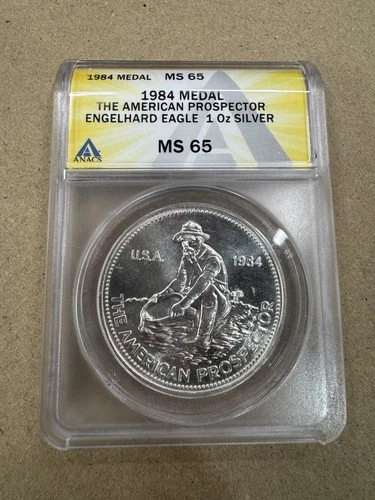 1984 MEDAL MS 65
1984 MEDAL
THE AMERICAN PROSPECTOR
ENGELHARD EAGLE 1 Oz SILVER
MS 65
ANACS
U.S.A. 1984
THE AMERICAN PROSPECTOR